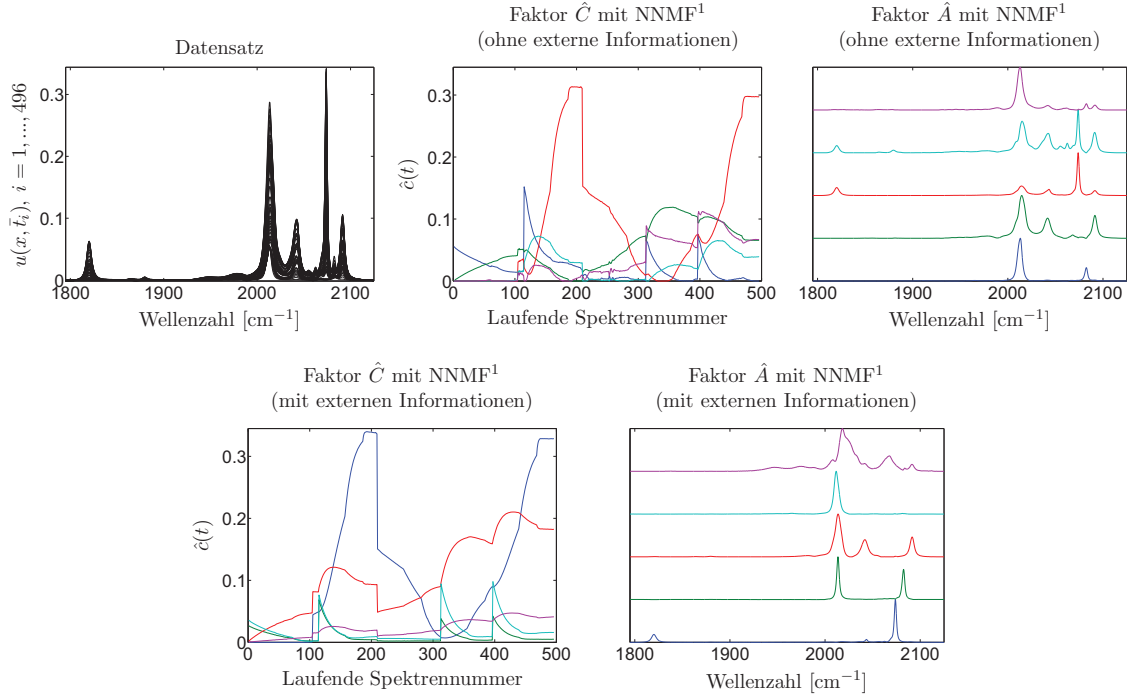 Datensatz
u(x, t̄ᵢ), i = 1, ..., 496
0.3
0.2
0.1
0
1800 1900 2000 2100
Wellenzahl [cm⁻¹]
Faktor Ĉ mit NNMF¹
(ohne externe Informationen)
ĉ(t)
0.3
0.2
0.1
0
0 100 200 300 400 500
Laufende Spektrennummer
Faktor Â mit NNMF¹
(ohne externe Informationen)
1800 1900 2000 2100
Wellenzahl [cm⁻¹]
Faktor Ĉ mit NNMF¹
(mit externen Informationen)
ĉ(t)
0.3
0.2
0.1
0
0 100 200 300 400 500
Laufende Spektrennummer
Faktor Â mit NNMF¹
(mit externen Informationen)
1800 1900 2000 2100
Wellenzahl [cm⁻¹]